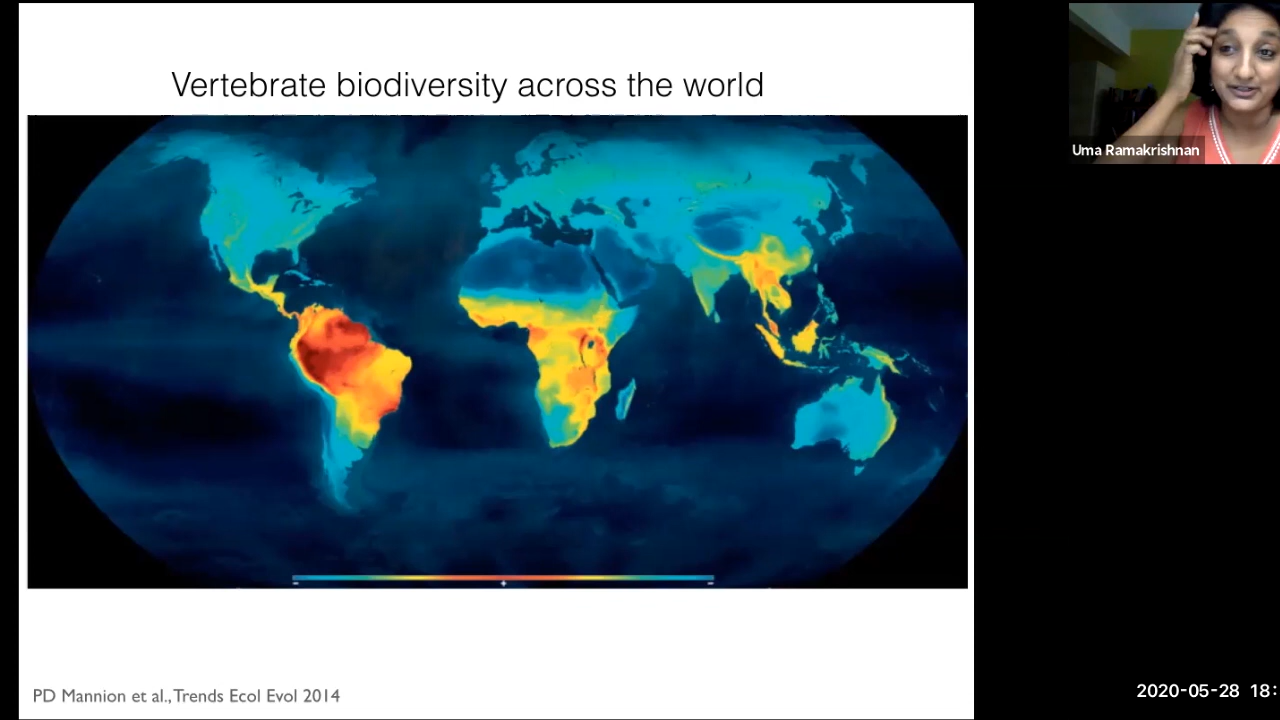 Vertebrate biodiversity across the world
Uma Ramakrishnan
PD Mannion et al., Trends Ecol Evol 2014
2020-05-28 18: